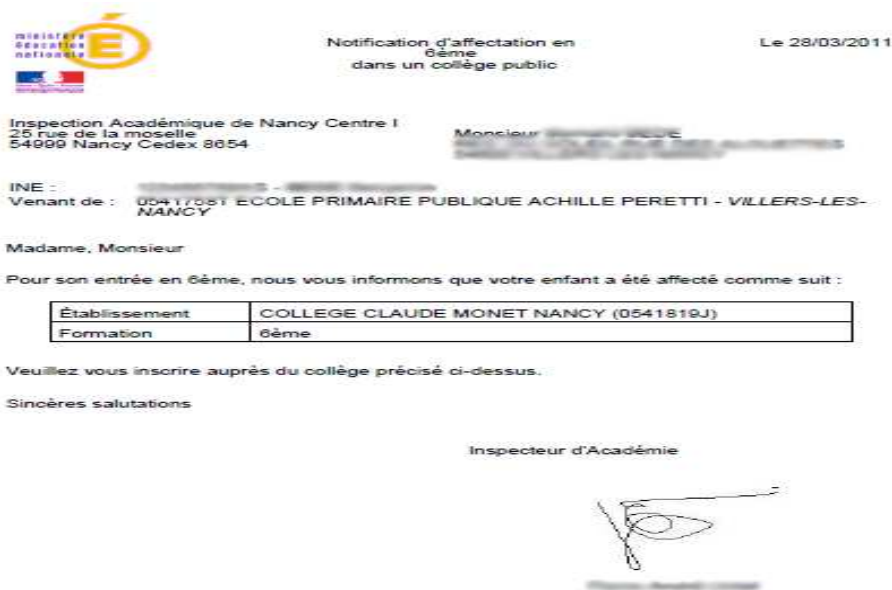 ministère
éducation
nationale
Notification d'affectation en
6ème
dans un collège public
Le 28/03/2011
Inspection Académique de Nancy Centre I
25 rue de la moselle
54999 Nancy Cedex 8654
Monsieur
INE :
Venant de : ECOLE PRIMAIRE PUBLIQUE ACHILLE PERETTI - VILLERS-LES-
NANCY
Madame, Monsieur
Pour son entrée en 6ème, nous vous informons que votre enfant a été affecté comme suit :
Établissement COLLEGE CLAUDE MONET NANCY (0541819J)
Formation 6ème
Veuillez vous inscrire auprès du collège précisé ci-dessus.
Sincères salutations
Inspecteur d'Académie